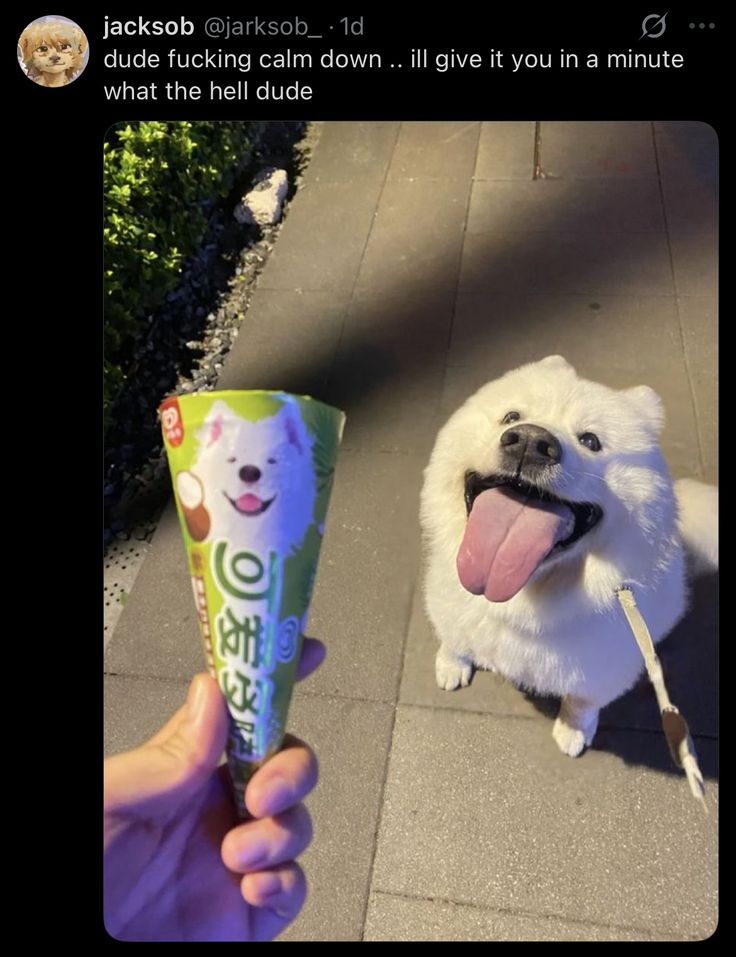 jacksob @jarksob_ · 1d
dude fucking calm down .. ill give it you in a minute
what the hell dude